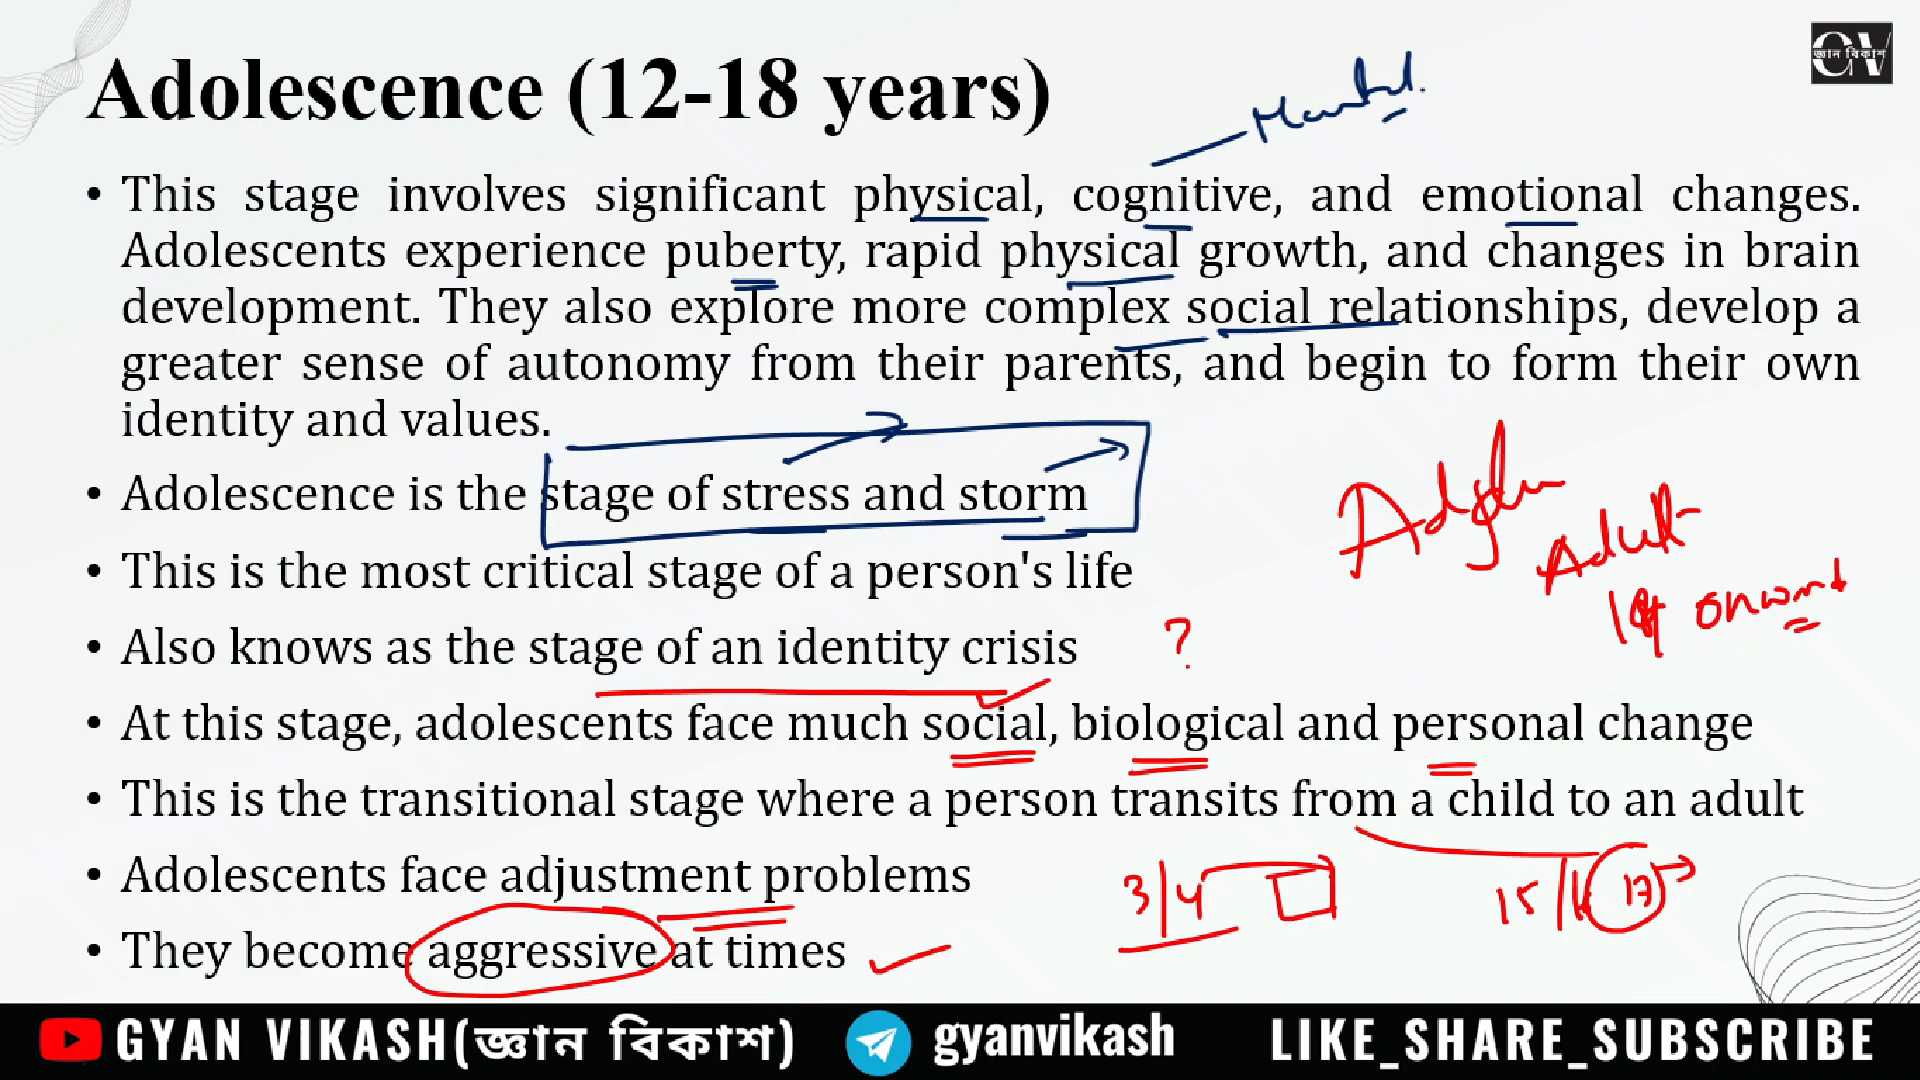 Adolescence (12-18 years)
GV
জ্ঞান বিকাশ
• This stage involves significant physical, cognitive, and emotional changes.
Adolescents experience puberty, rapid physical growth, and changes in brain
development. They also explore more complex social relationships, develop a
greater sense of autonomy from their parents, and begin to form their own
identity and values.
• Adolescence is the stage of stress and storm
• This is the most critical stage of a person's life
Adult
onward
• Also knows as the stage of an identity crisis ?
• At this stage, adolescents face much social, biological and personal change
• This is the transitional stage where a person transits from a child to an adult
• Adolescents face adjustment problems
3/4
15/16 17
• They become aggressive at times
GYAN VIKASH(জ্ঞান বিকাশ) gyanvikash LIKE_SHARE_SUBSCRIBE